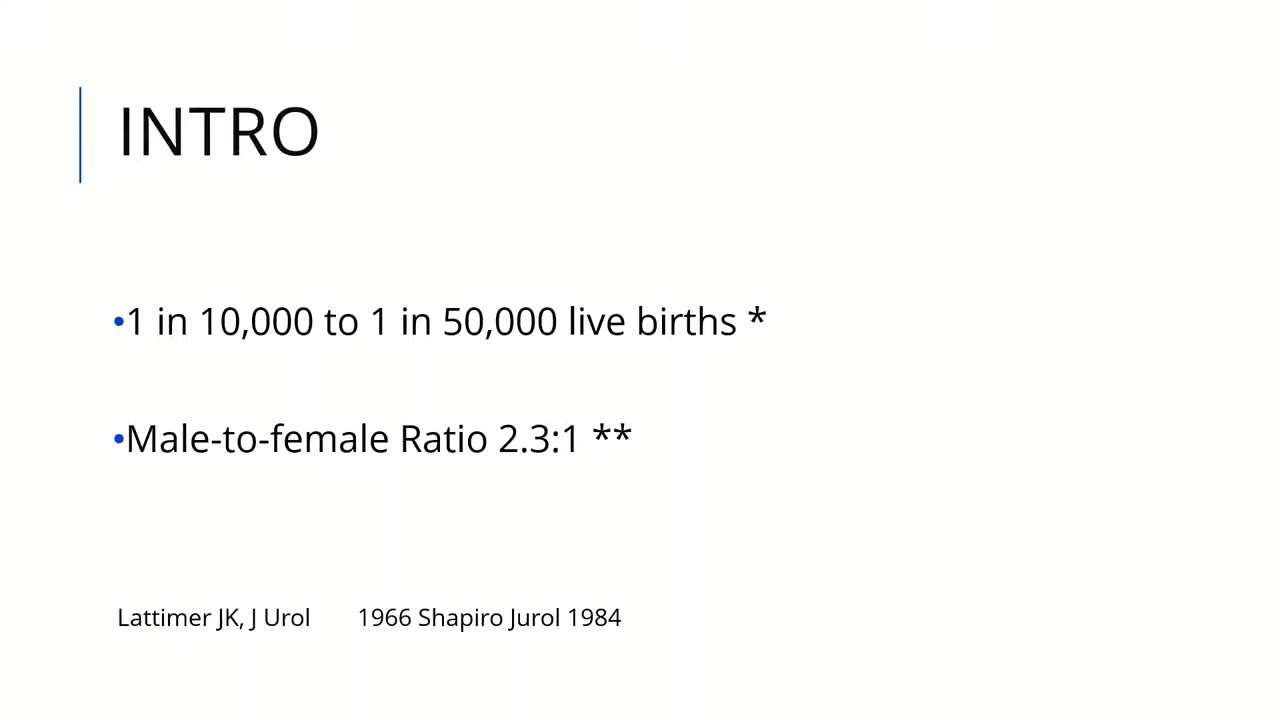 INTRO
•1 in 10,000 to 1 in 50,000 live births *
•Male-to-female Ratio 2.3:1 **
Lattimer JK, J Urol 1966 Shapiro Jurol 1984